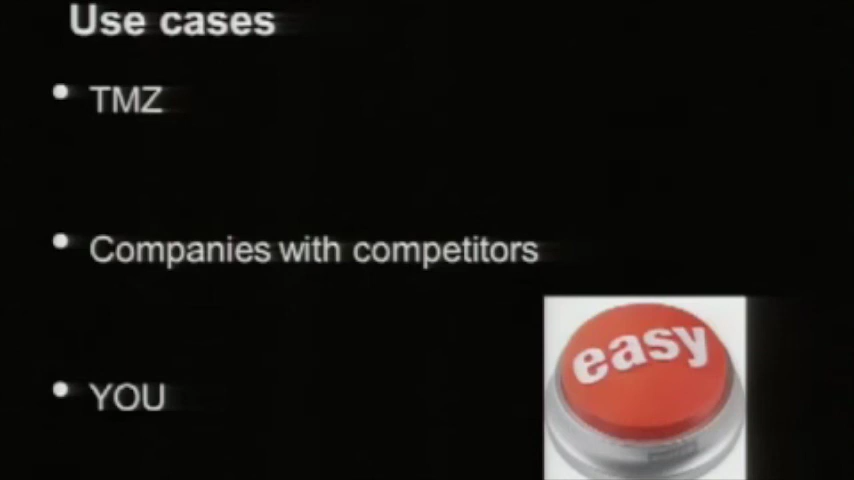 Use cases
• TMZ
• Companies with competitors
• YOU
easy